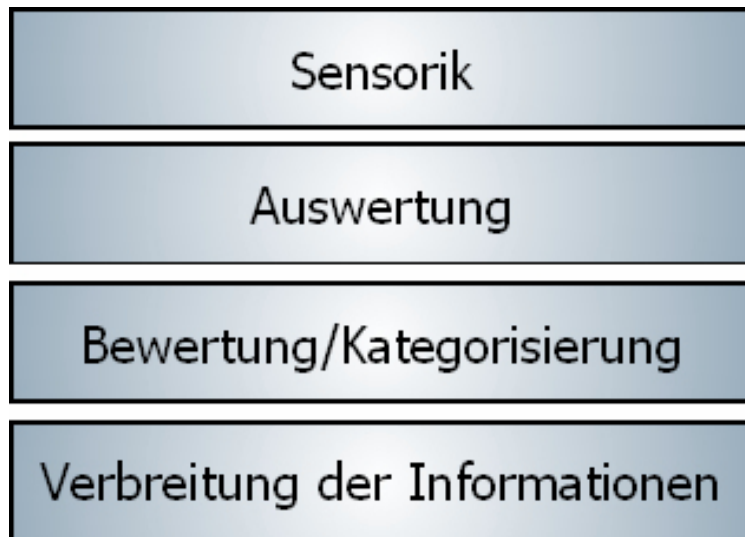 Sensorik
Auswertung
Bewertung/Kategorisierung
Verbreitung der Informationen